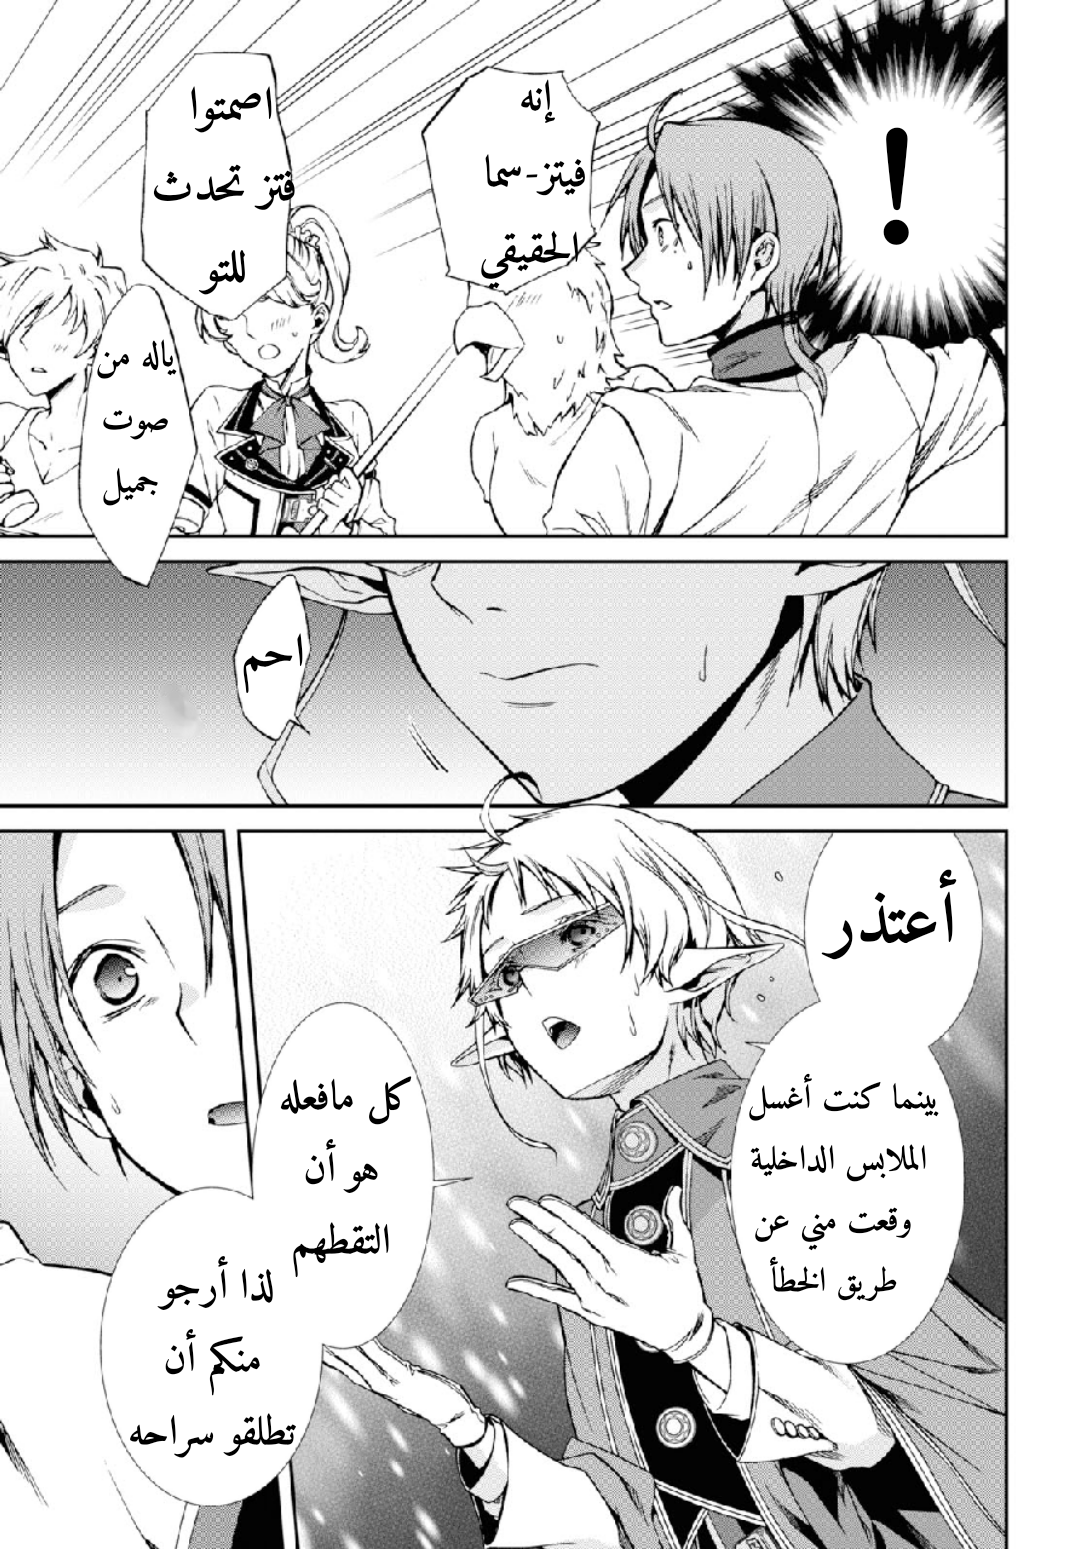 !
إنه
فيتز-سما
الحقيقي
اصمتوا
فتز تحدث
للتو
ياله من
صوت
جميل
احم
أعتذر
بينما كنت أغسل
الملابس الداخلية
وقعت مني عن
طريق الخطأ
كل مافعله
هو أن
التقطهم
لذا أرجو
منكم أن
تطلقو سراحه